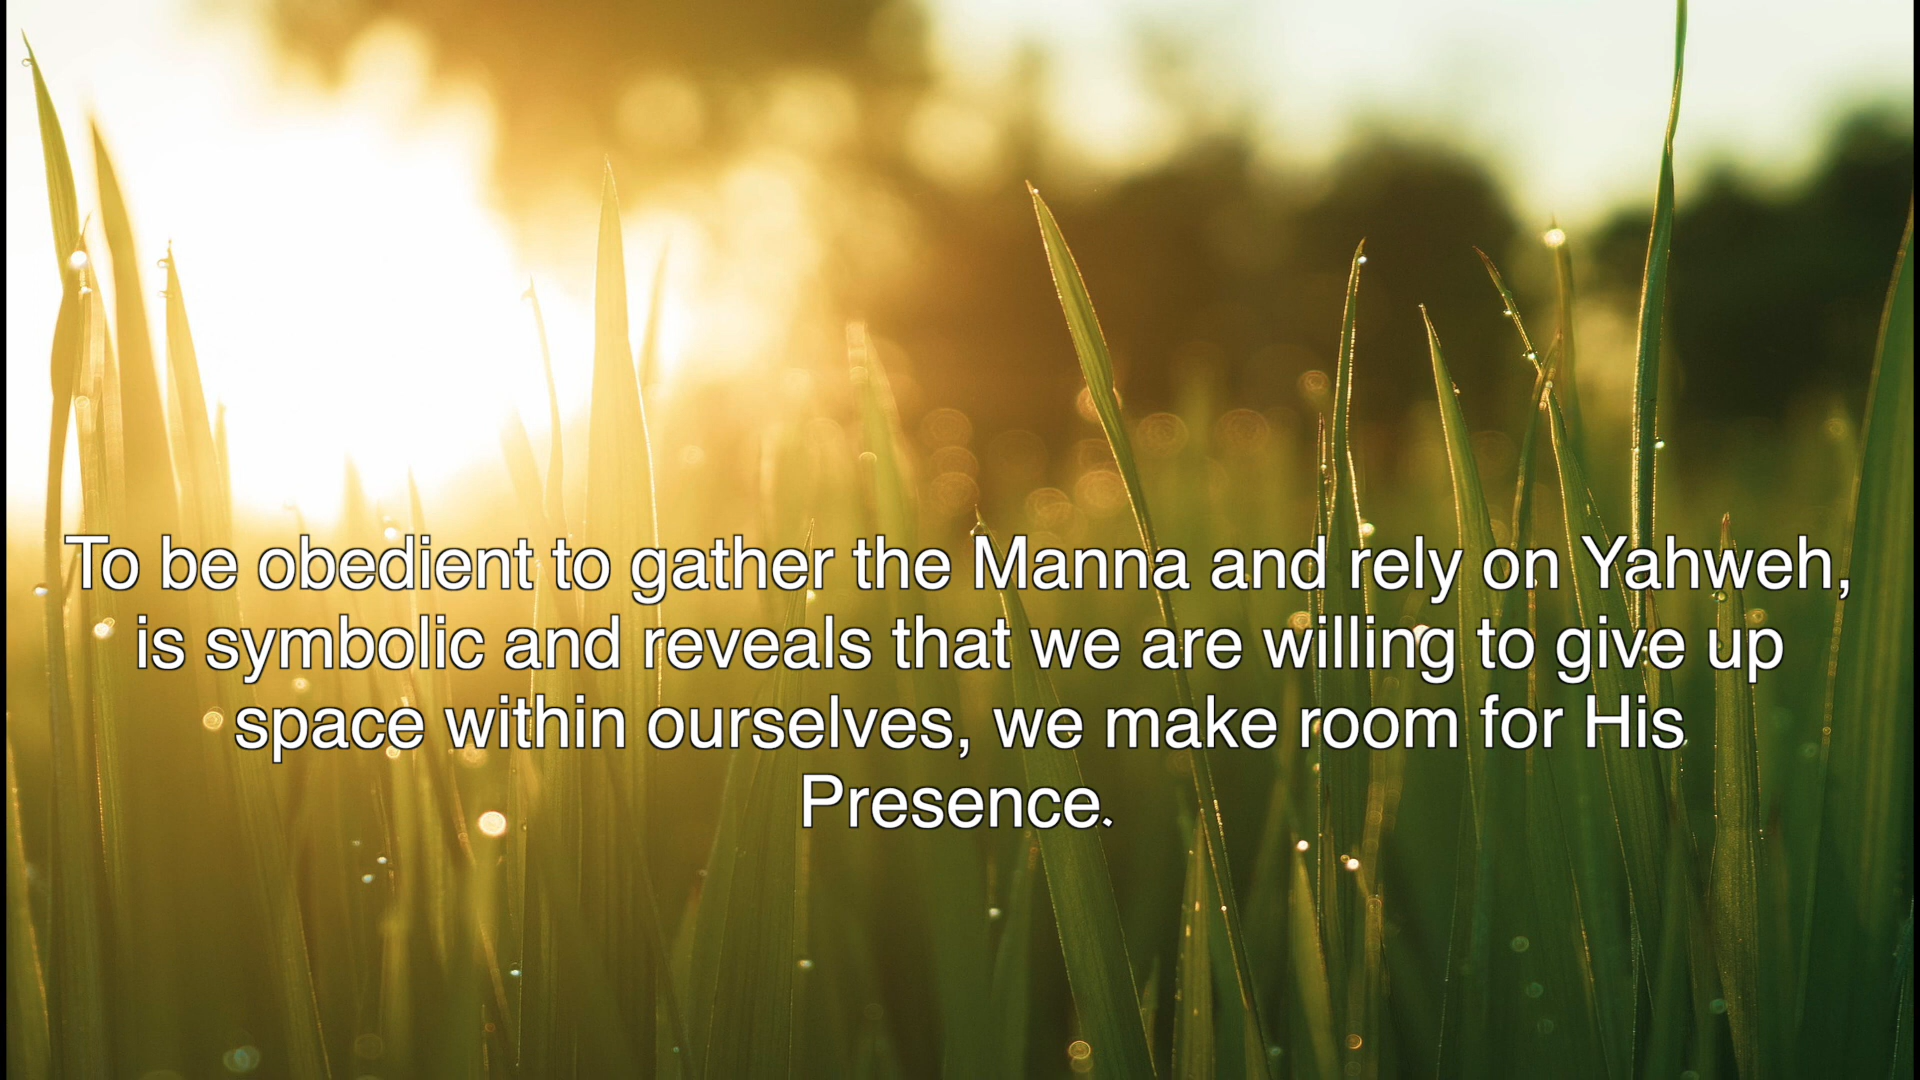 To be obedient to gather the Manna and rely on Yahweh,
is symbolic and reveals that we are willing to give up
space within ourselves, we make room for His
Presence.